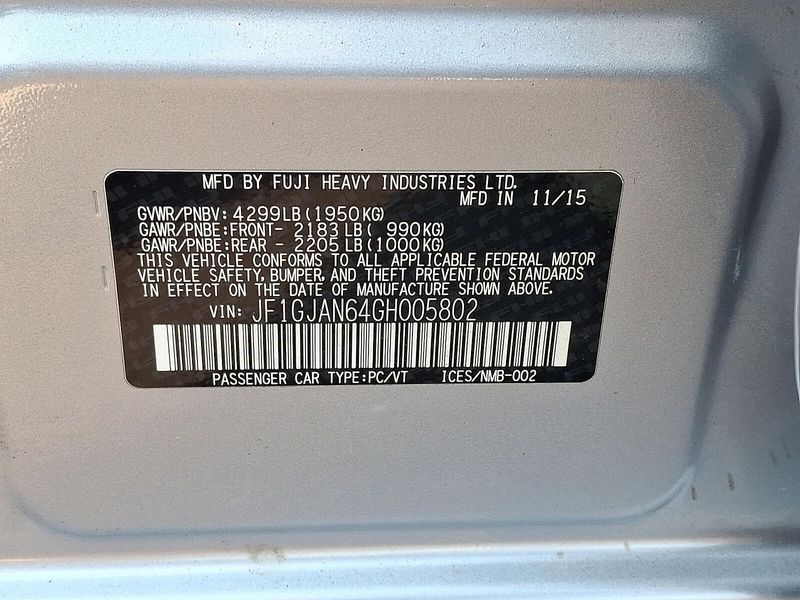 MFD BY FUJI HEAVY INDUSTRIES LTD.
MFD IN 11/15
GVWR/PNBV: 4299LB(1950KG)
GAWR/PNBE:FRONT- 2183LB( 990KG)
GAWR/PNBE:REAR - 2205LB(1000KG)
THIS VEHICLE CONFORMS TO ALL APPLICABLE FEDERAL MOTOR
VEHICLE SAFETY, BUMPER, AND THEFT PREVENTION STANDARDS
IN EFFECT ON THE DATE OF MANUFACTURE SHOWN ABOVE.
VIN: JF1GJAN64GH005802
PASSENGER CAR TYPE:PC/VT ICES/NMB-002